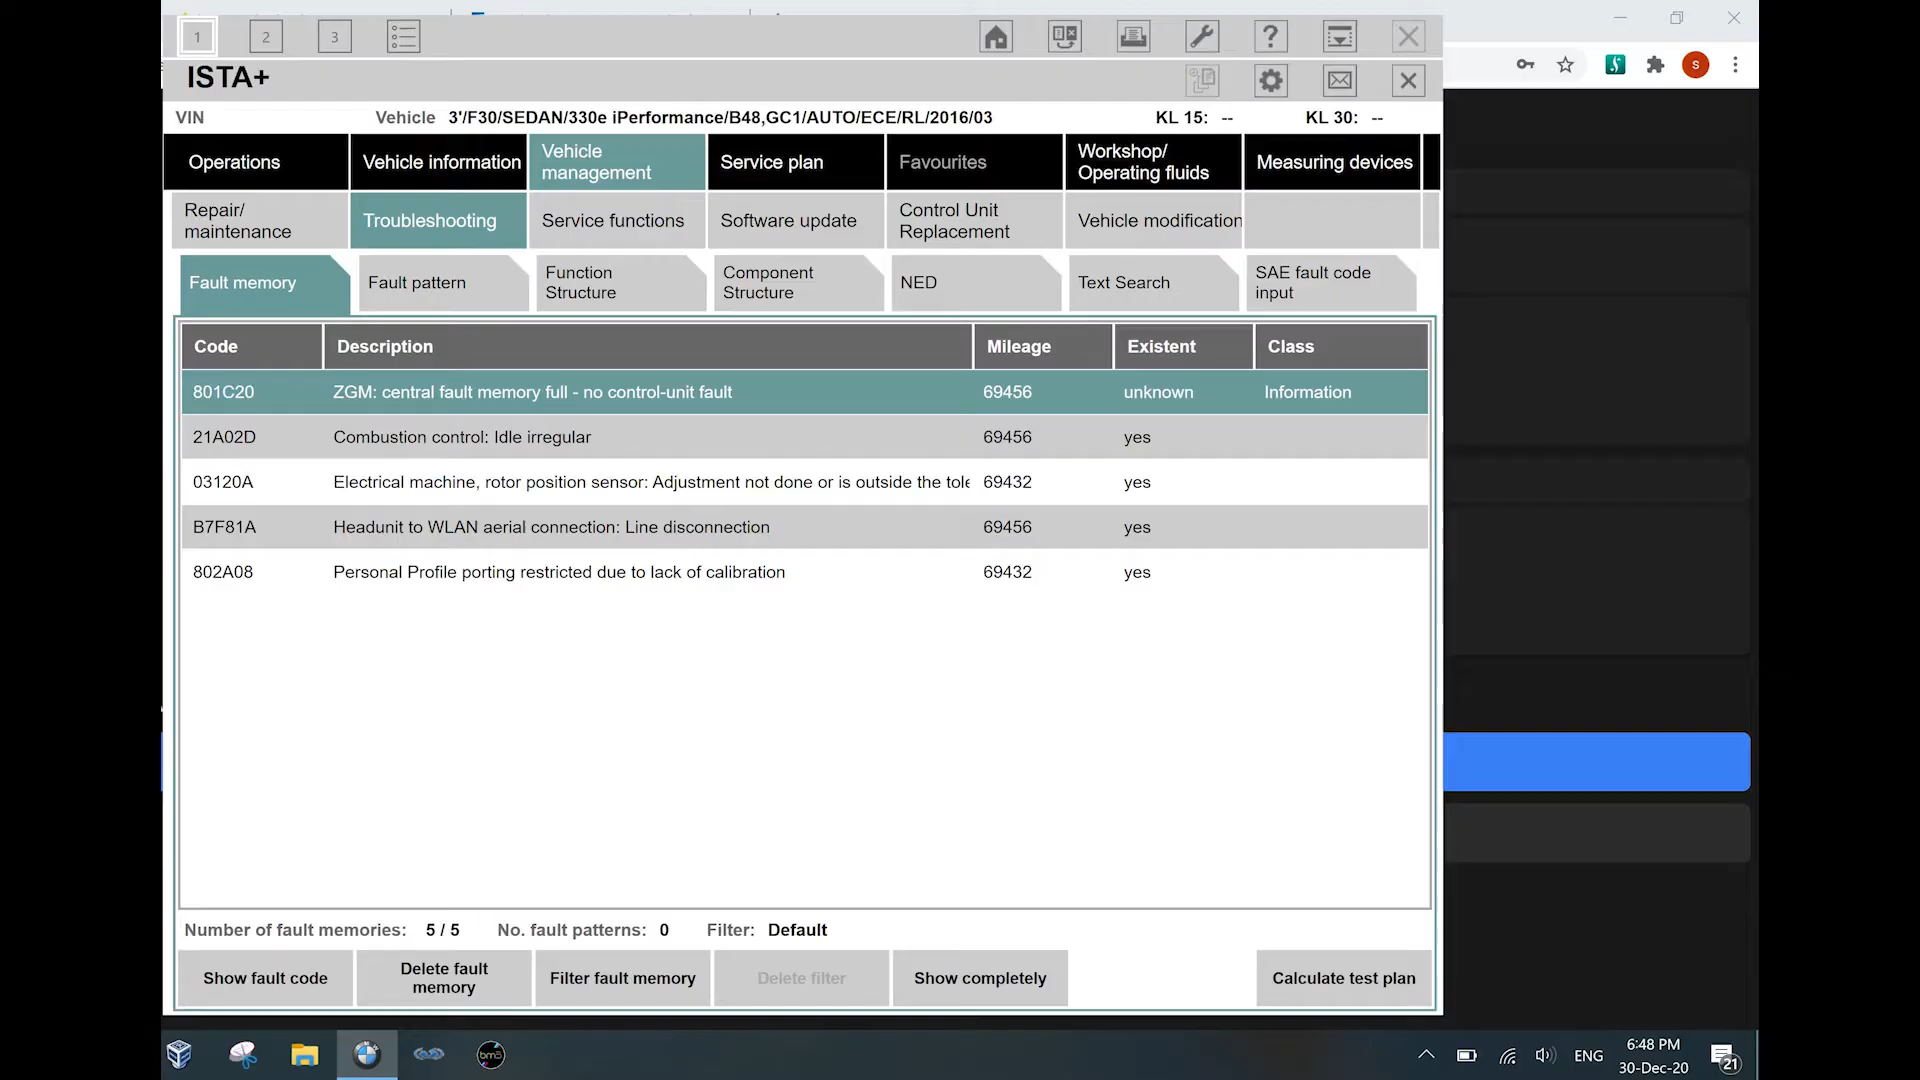 1
2
3
ISTA+
VIN Vehicle 3'/F30/SEDAN/330e iPerformance/B48,GC1/AUTO/ECE/RL/2016/03 KL 15: -- KL 30: --
Operations
Vehicle information
Vehicle
management
Service plan
Favourites
Workshop/
Operating fluids
Measuring devices
Repair/
maintenance
Troubleshooting
Service functions
Software update
Control Unit
Replacement
Vehicle modification
Fault memory
Fault pattern
Function
Structure
Component
Structure
NED
Text Search
SAE fault code
input
Code Description Mileage Existent Class
801C20 ZGM: central fault memory full - no control-unit fault 69456 unknown Information
21A02D Combustion control: Idle irregular 69456 yes
03120A Electrical machine, rotor position sensor: Adjustment not done or is outside the tole 69432 yes
B7F81A Headunit to WLAN aerial connection: Line disconnection 69456 yes
802A08 Personal Profile porting restricted due to lack of calibration 69432 yes
Number of fault memories: 5 / 5 No. fault patterns: 0 Filter: Default
Show fault code
Delete fault
memory
Filter fault memory
Delete filter
Show completely
Calculate test plan
S
bm3
ENG
6:48 PM
30-Dec-20
21